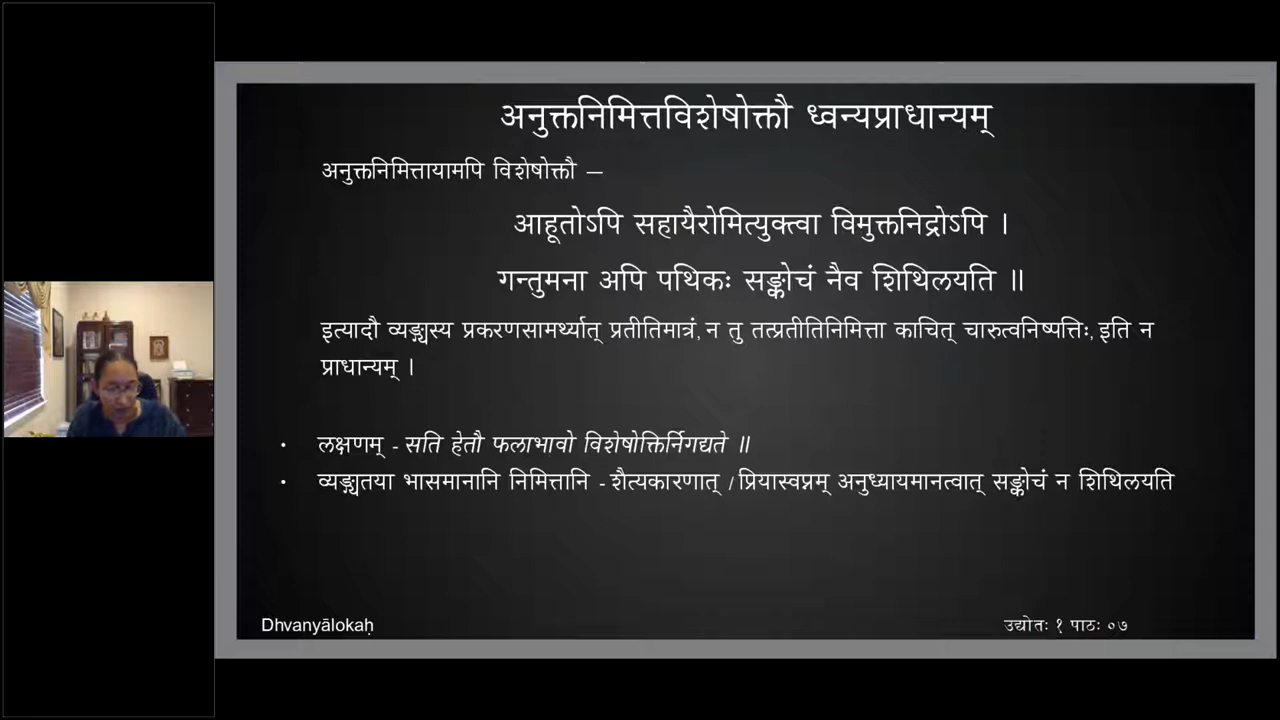 अनुक्तनिमित्तविशेषोक्तौ ध्वन्यप्राधान्यम्
अनुक्तनिमित्तायामपि विशेषोक्तौ —
आहूतोऽपि सहायैरोमित्युक्त्वा विमुक्तनिद्रोऽपि ।
गन्तुमना अपि पथिकः सङ्कोचं नैव शिथिलयति ॥
इत्यादौ व्यङ्ग्यस्य प्रकरणसामर्थ्यात् प्रतीतिमात्रं, न तु तत्प्रतीतिनिमित्ता काचित् चारुत्वनिष्पत्तिः, इति न
प्राधान्यम् ।
• लक्षणम् - सति हेतौ फलाभावो विशेषोक्तिर्निगद्यते ॥
• व्यङ्ग्यतया भासमानानि निमित्तानि - शैत्यकारणात् / प्रियास्वप्नम् अनुध्यायमानत्वात् सङ्कोचं न शिथिलयति
Dhvanyālokaḥ
उद्योतः १ पाठः ०७